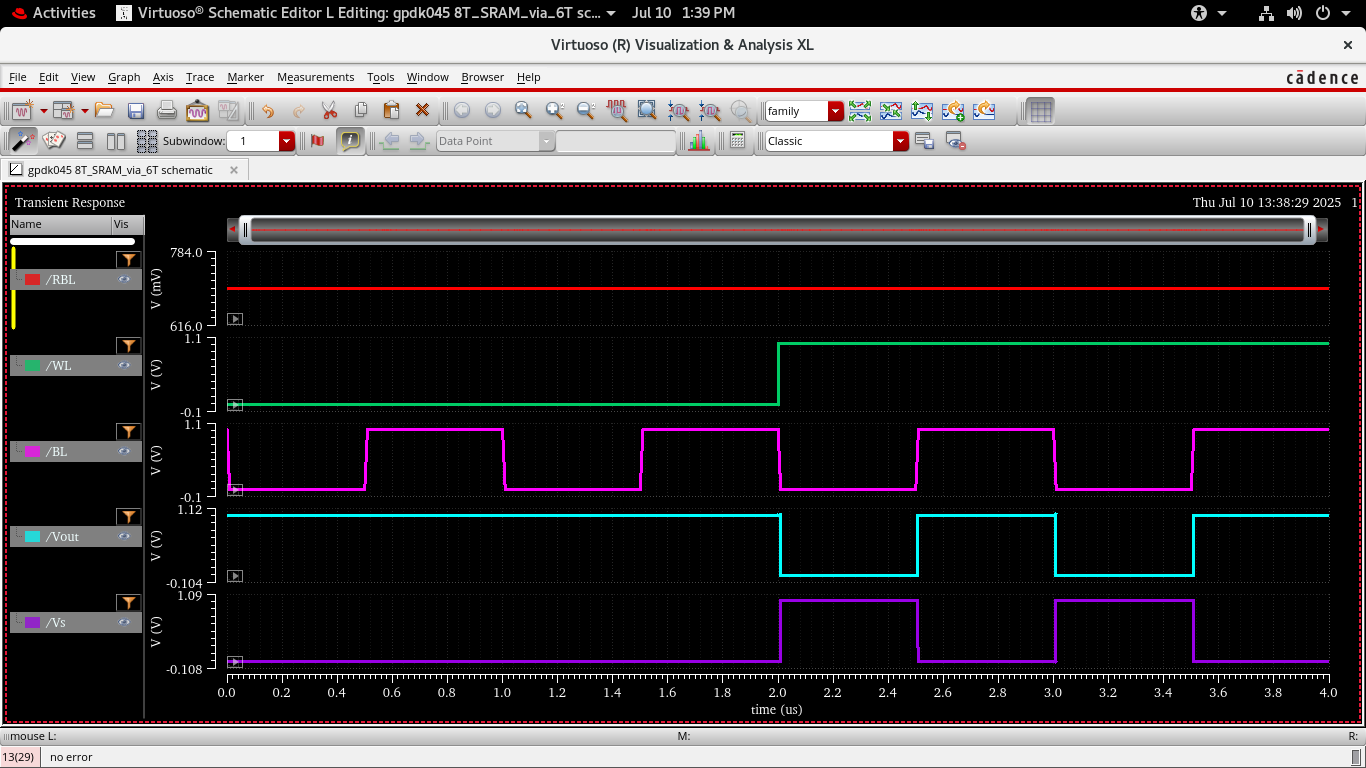 Activities Virtuoso® Schematic Editor L Editing: gpdk045 8T_SRAM_via_6T sc... Jul 10 1:39 PM
Virtuoso (R) Visualization & Analysis XL ×
File Edit View Graph Axis Trace Marker Measurements Tools Window Browser Help cādence
family
Subwindow: 1 Data Point Classic
gpdk045 8T_SRAM_via_6T schematic
Transient Response Thu Jul 10 13:38:29 2025 1
Name Vis
784.0
/RBL V (mV)
616.0
1.1
/WL V (V)
-0.1
1.1
/BL V (V)
-0.1
1.12
/Vout V (V)
-0.104
1.09
/Vs V (V)
-0.108
0.0 0.2 0.4 0.6 0.8 1.0 1.2 1.4 1.6 1.8 2.0 2.2 2.4 2.6 2.8 3.0 3.2 3.4 3.6 3.8 4.0
time (us)
mouse L: M: R:
13(29) no error